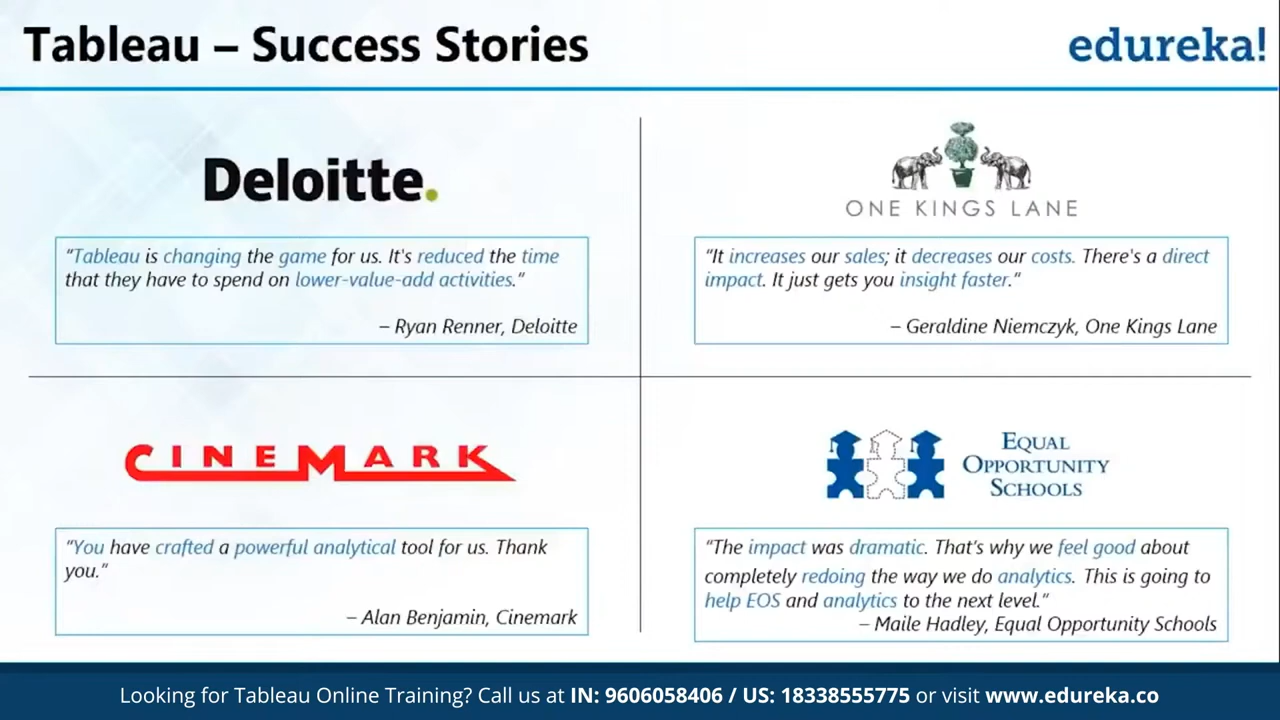 Tableau – Success Stories
edureka!
Deloitte.
“Tableau is changing the game for us. It's reduced the time
that they have to spend on lower-value-add activities.”
– Ryan Renner, Deloitte
ONE KINGS LANE
“It increases our sales; it decreases our costs. There's a direct
impact. It just gets you insight faster.“
– Geraldine Niemczyk, One Kings Lane
CINEMARK
“You have crafted a powerful analytical tool for us. Thank
you.”
– Alan Benjamin, Cinemark
EQUAL
OPPORTUNITY
SCHOOLS
“The impact was dramatic. That's why we feel good about
completely redoing the way we do analytics. This is going to
help EOS and analytics to the next level.”
– Maile Hadley, Equal Opportunity Schools
Looking for Tableau Online Training? Call us at IN: 9606058406 / US: 18338555775 or visit www.edureka.co